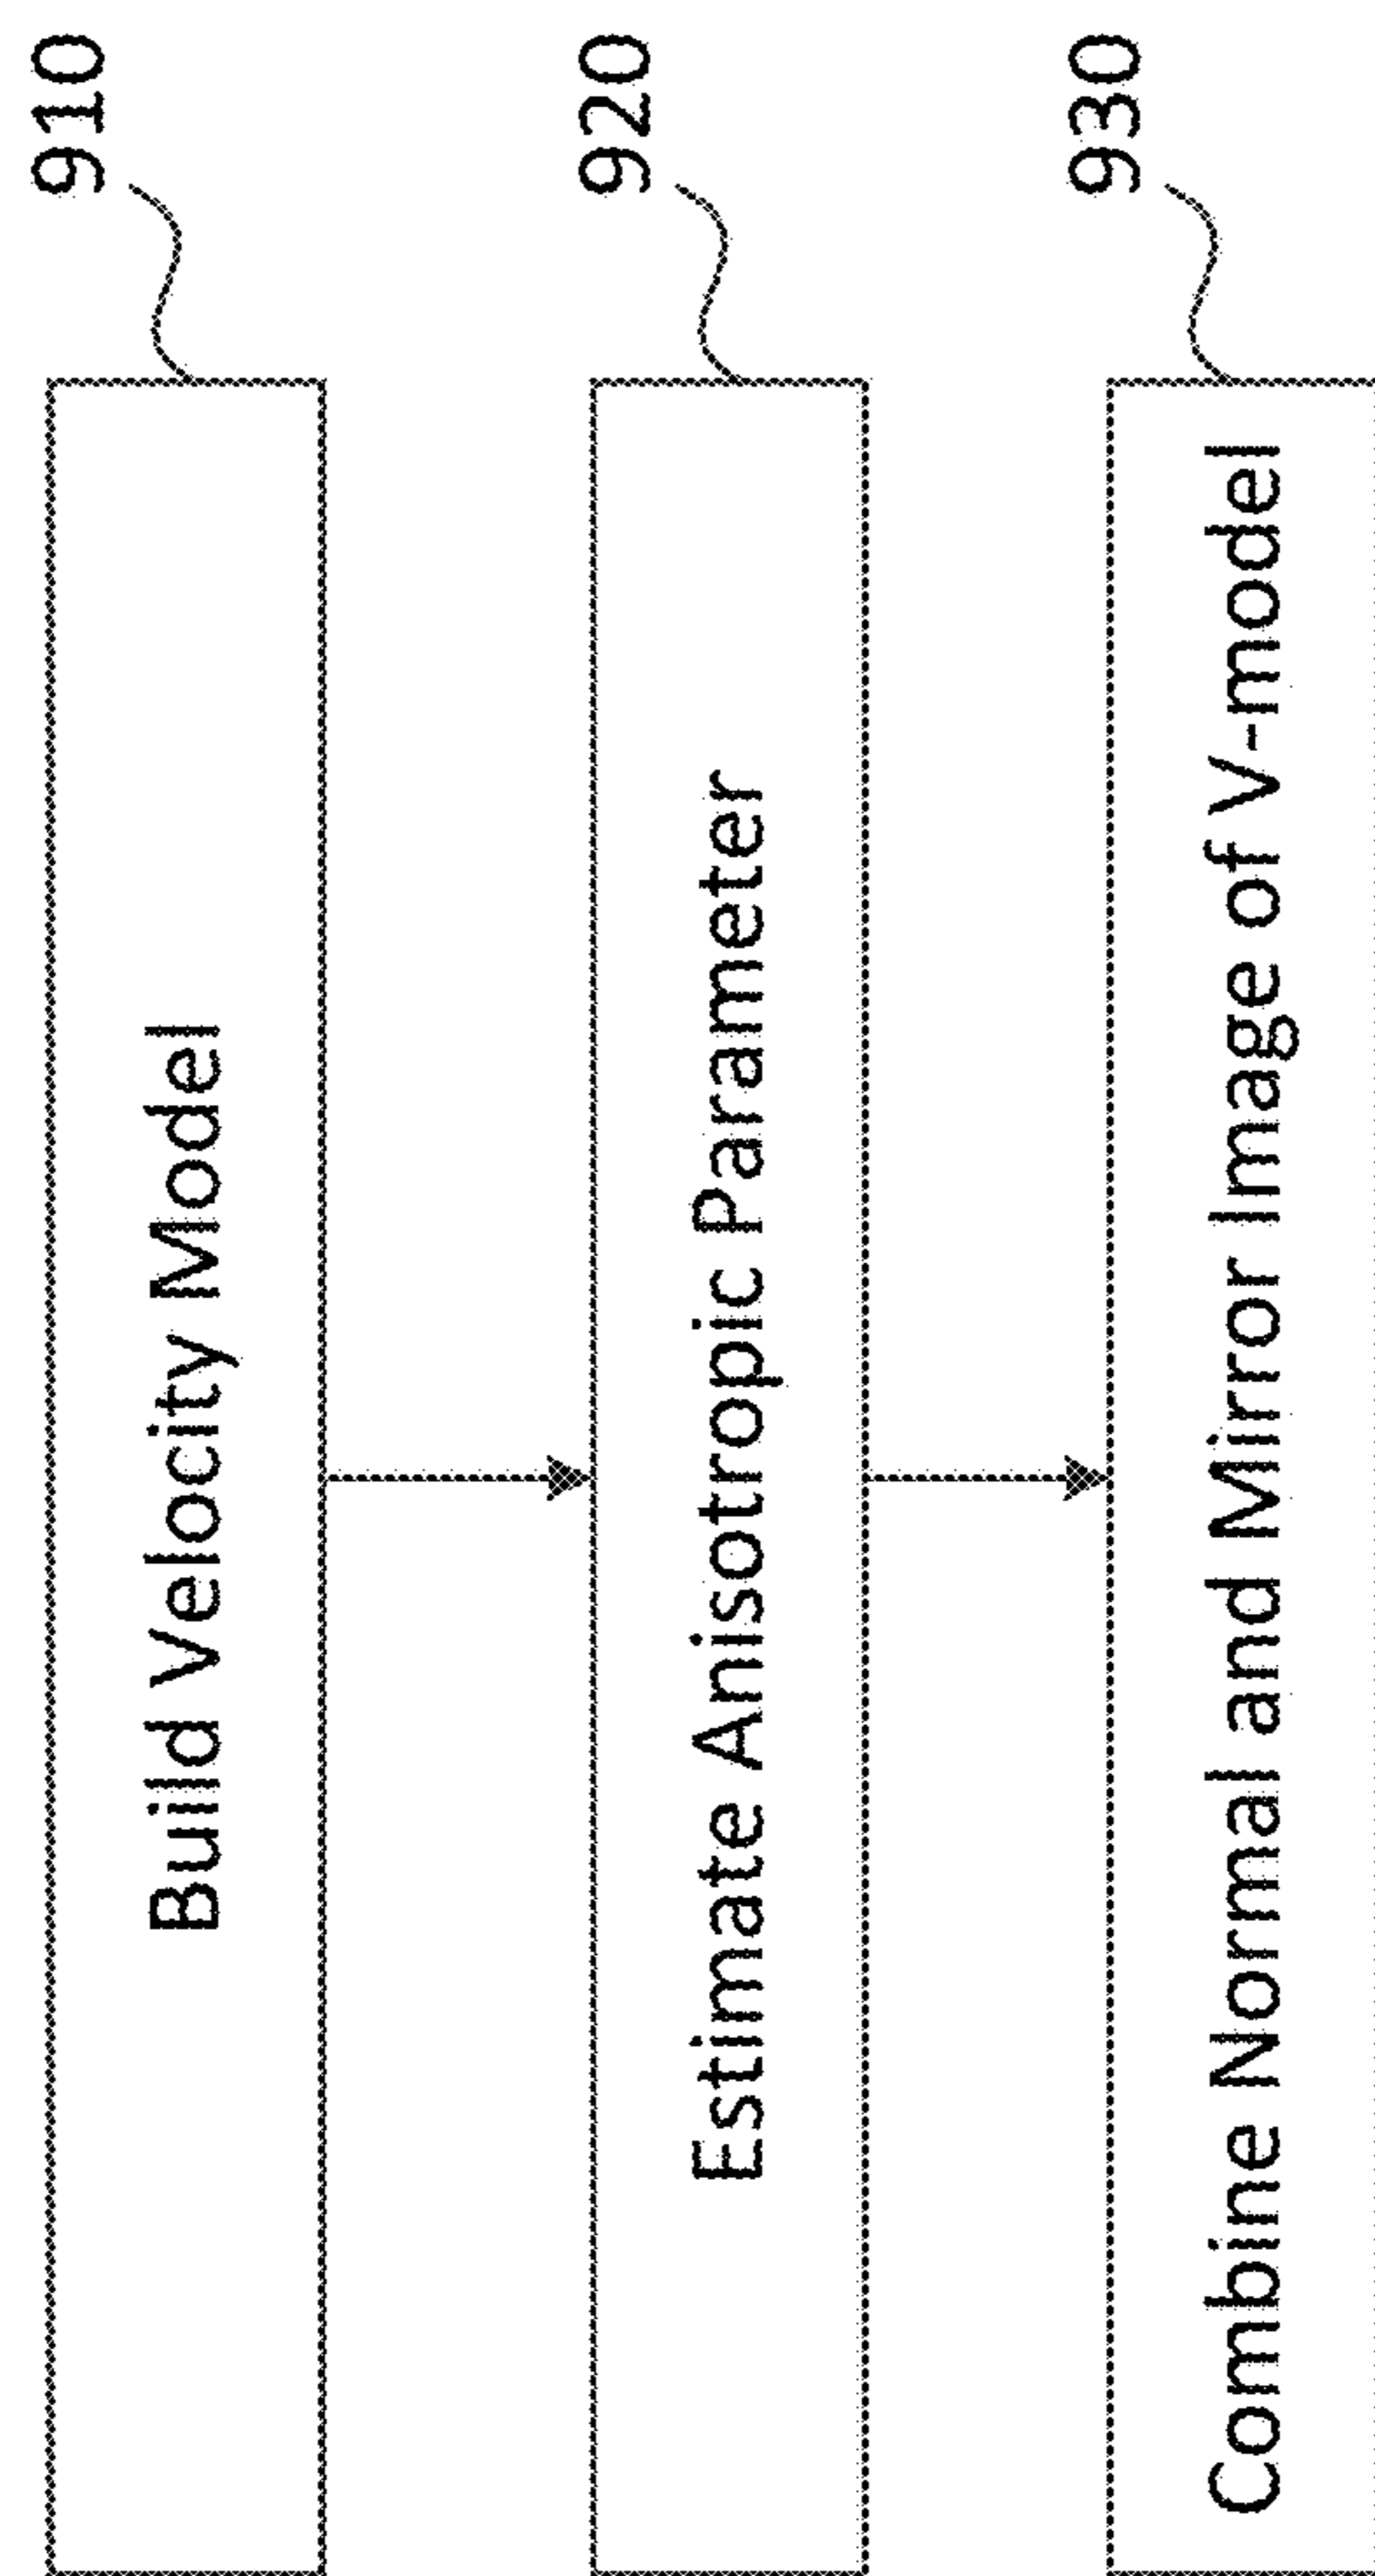 910
Build Velocity Model
920
Estimate Anisotropic Parameter
930
Combine Normal and Mirror Image of V-model